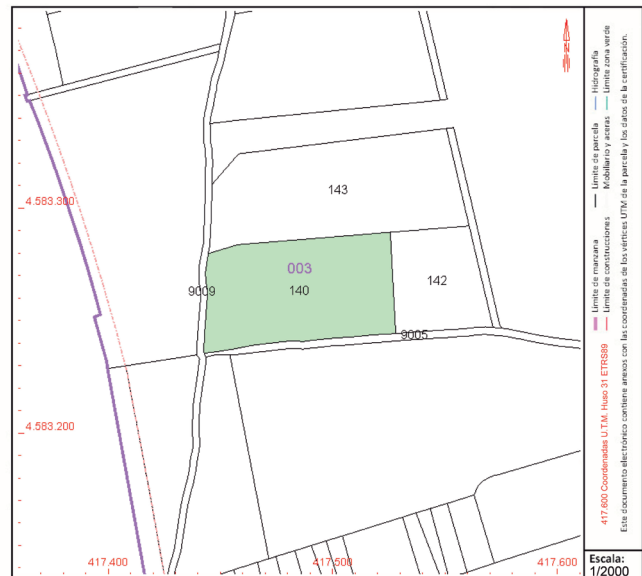 143
4.583.300
003
9009
140
142
9005
4.583.200
417.400
417.500
417.600
Límite de manzana
Límite de parcela
Hidrografía
Límite de construcciones
Mobiliario y aceras
Límite zona verde
417.600 Coordenadas U.T.M. Huso 31 ETRS89
Este documento electrónico contiene anexos con las coordenadas de los vértices UTM de la parcela y los datos de la certificación.
Escala:
1/2000